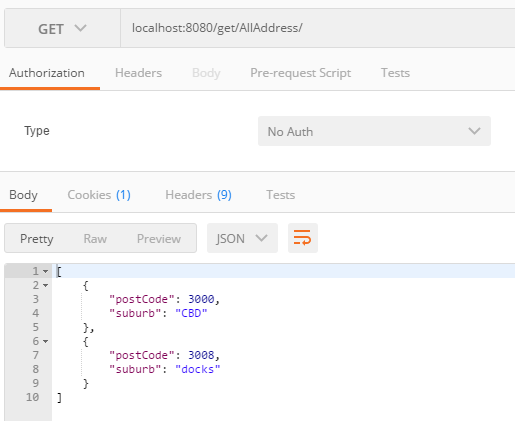 GET localhost:8080/get/AllAddress/
Authorization Headers Body Pre-request Script Tests
Type No Auth
Body Cookies (1) Headers (9) Tests
Pretty Raw Preview JSON
1 [
2 {
3 "postCode": 3000,
4 "suburb": "CBD"
5 },
6 {
7 "postCode": 3008,
8 "suburb": "docks"
9 }
10 ]